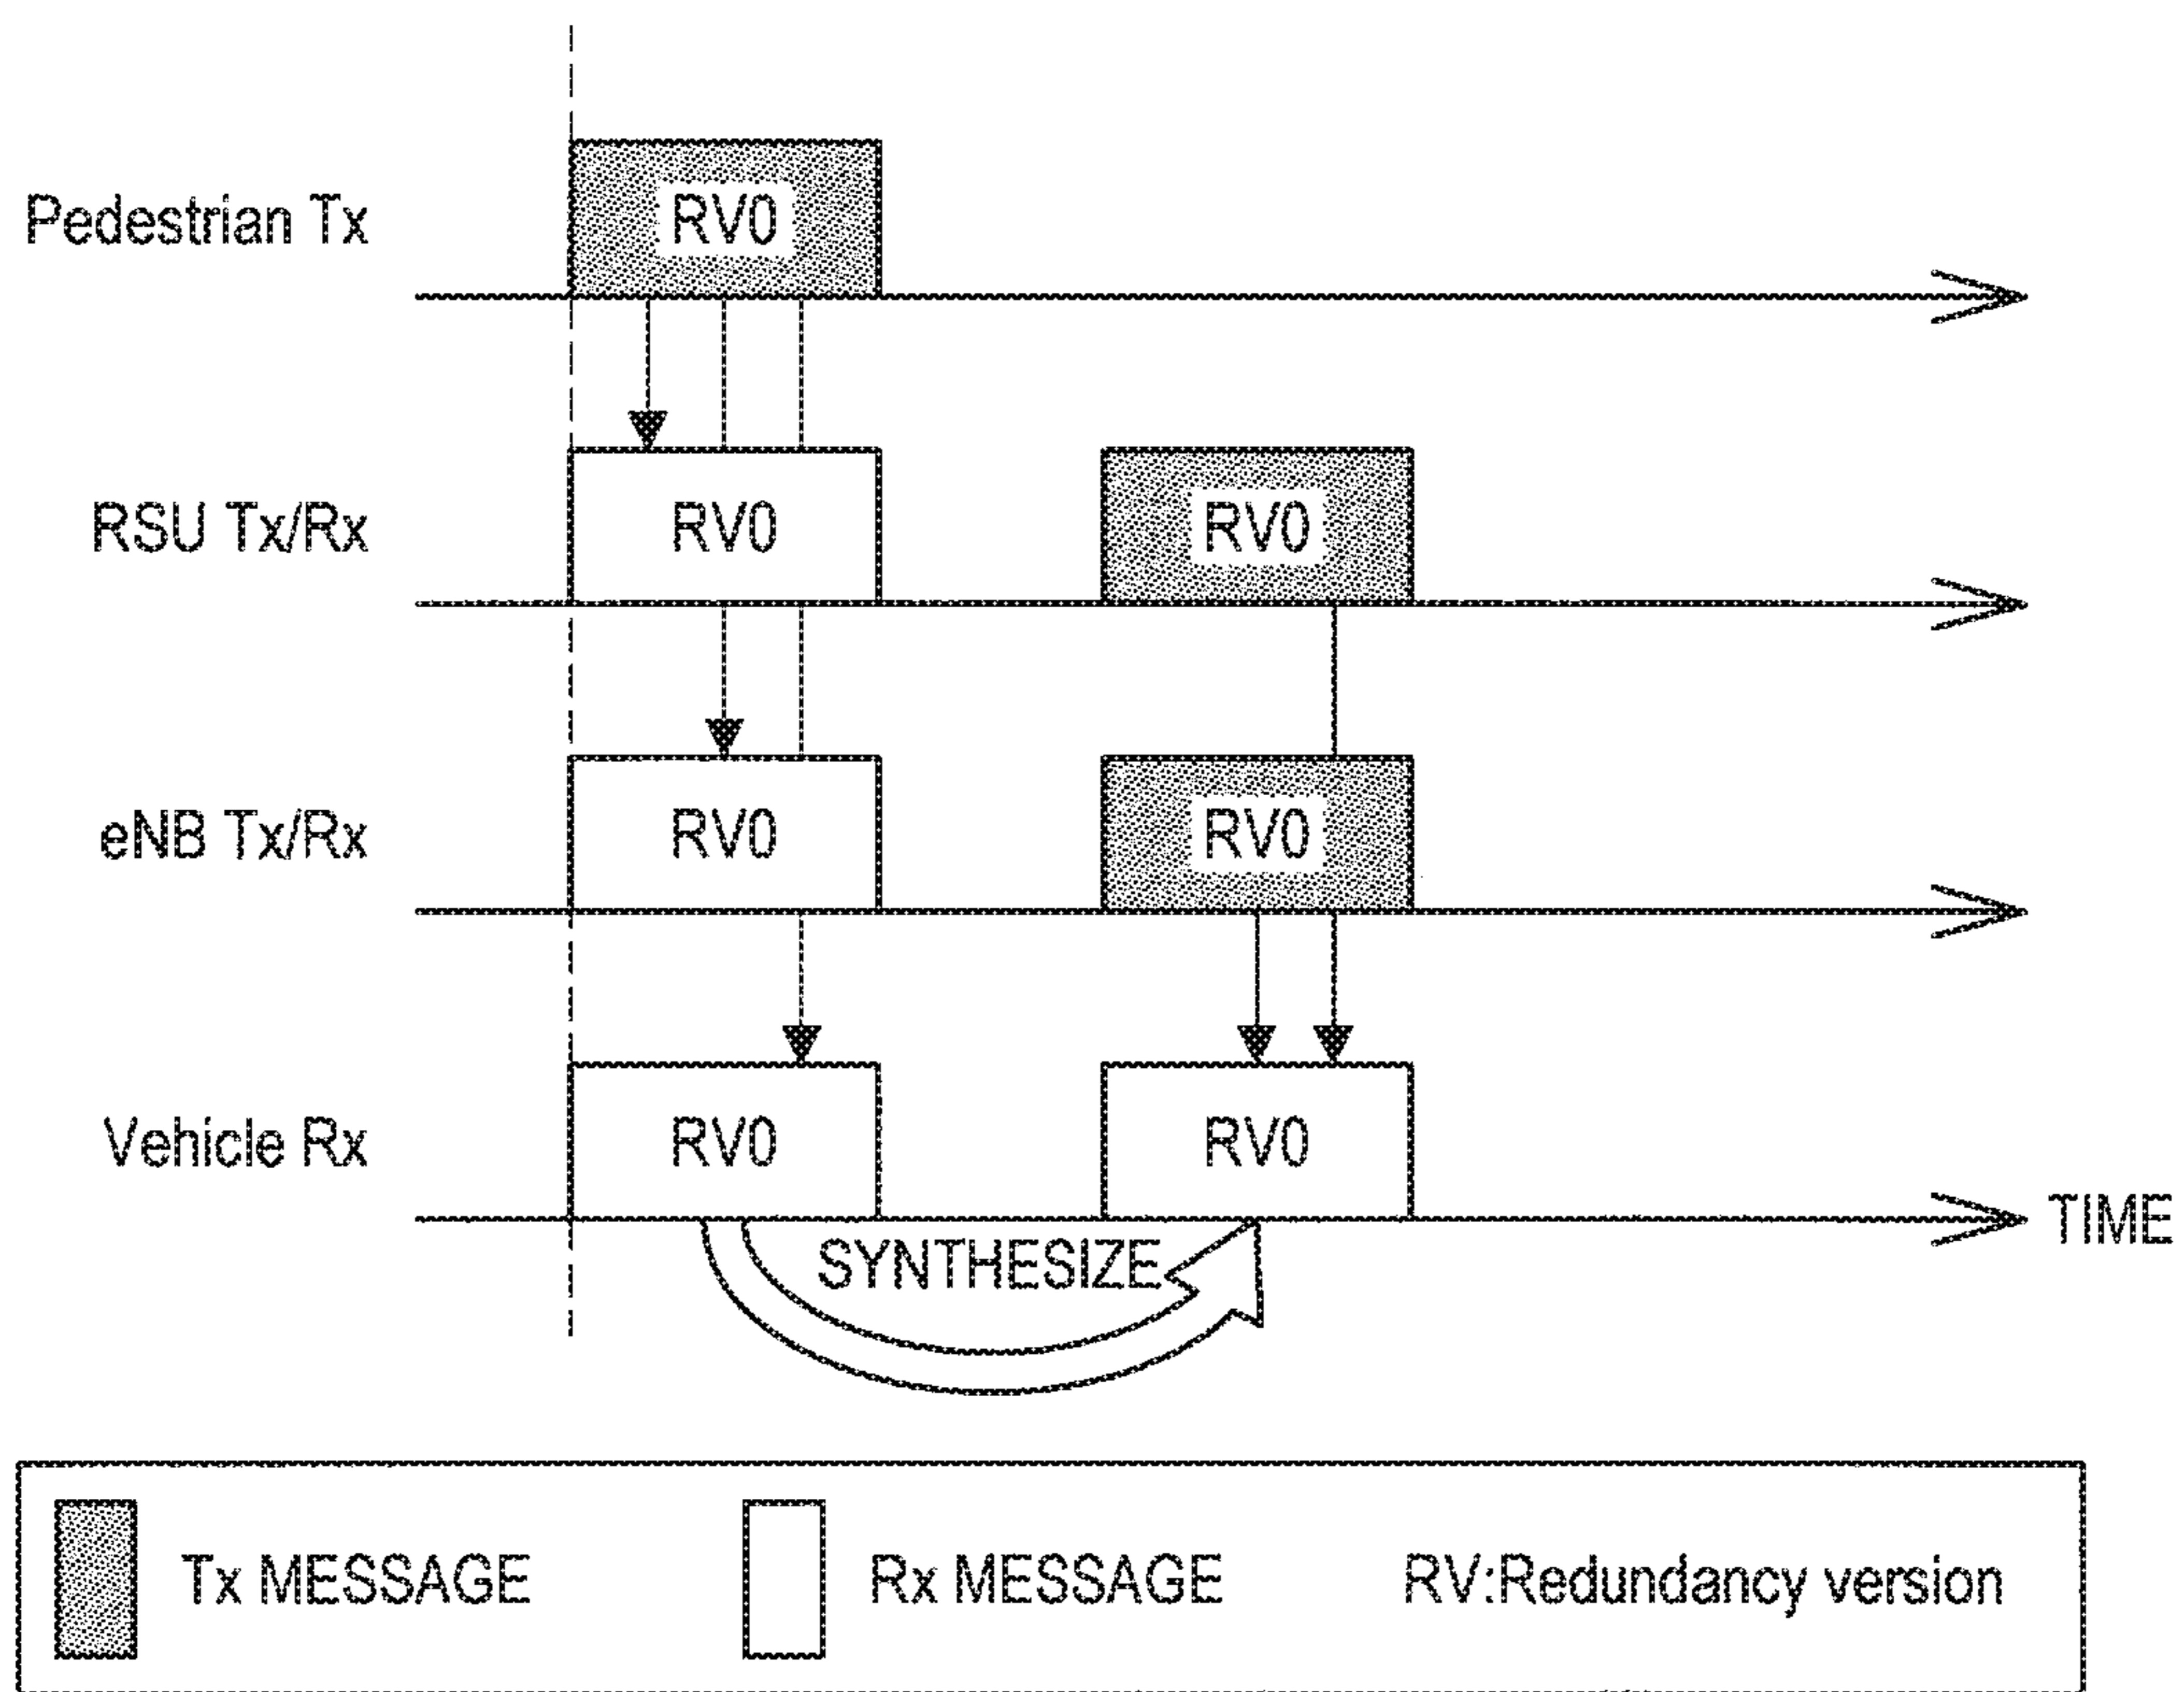 Pedestrian Tx RV0
RSU Tx/Rx RV0 RV0
eNB Tx/Rx RV0 RV0
Vehicle Rx RV0 RV0 TIME
SYNTHESIZE
Tx MESSAGE Rx MESSAGE RV:Redundancy version